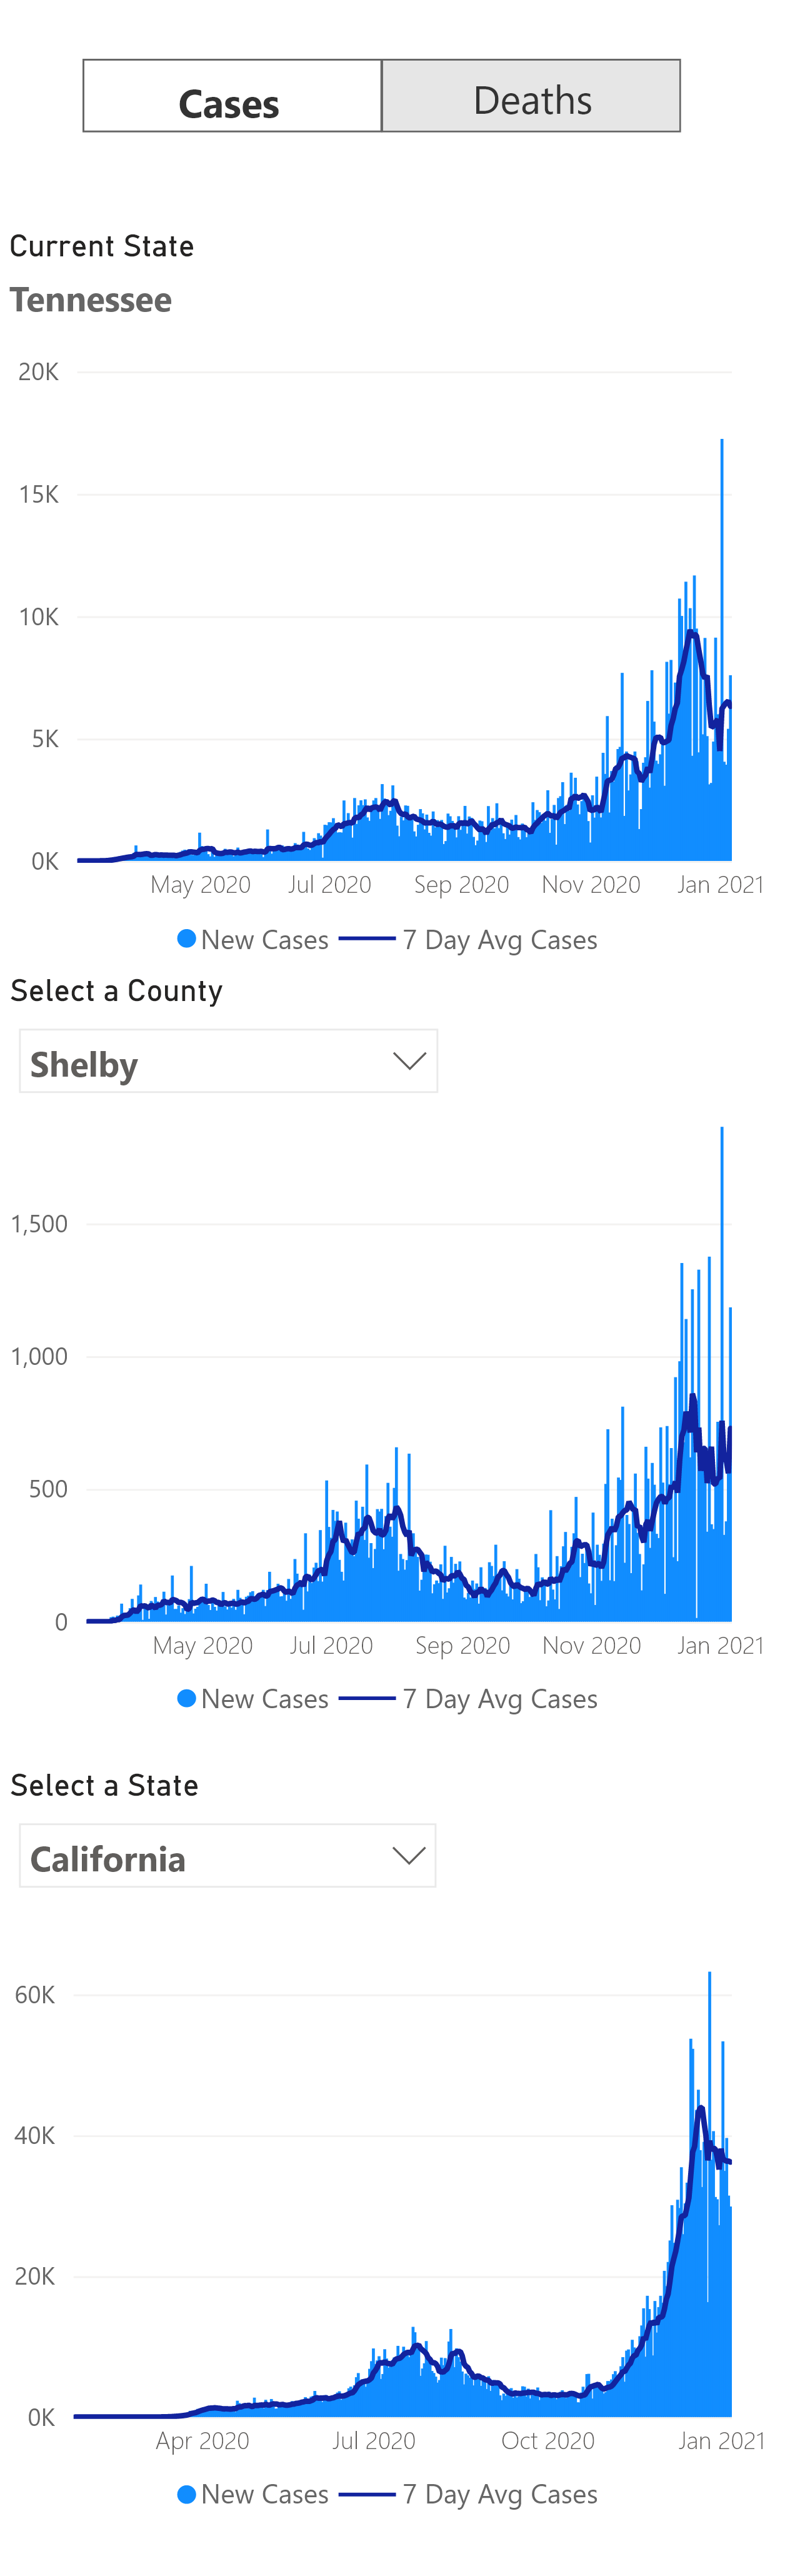 Cases Deaths
Current State
Tennessee
20K
15K
10K
5K
0K
May 2020 Jul 2020 Sep 2020 Nov 2020 Jan 2021
New Cases 7 Day Avg Cases
Select a County
Shelby
1,500
1,000
500
0
May 2020 Jul 2020 Sep 2020 Nov 2020 Jan 2021
New Cases 7 Day Avg Cases
Select a State
California
60K
40K
20K
0K
Apr 2020 Jul 2020 Oct 2020 Jan 2021
New Cases 7 Day Avg Cases